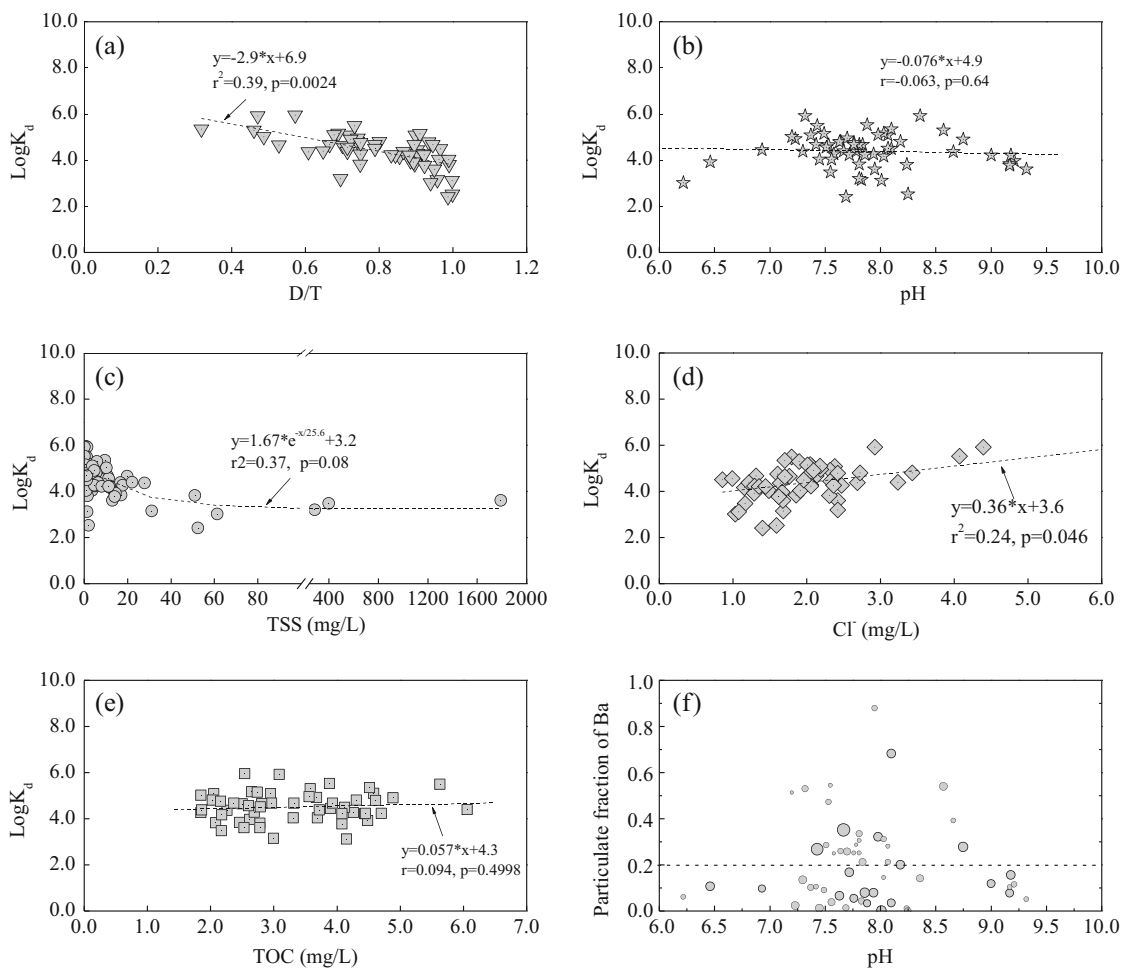 (a)
y=-2.9*x+6.9
r²=0.39, p=0.0024
LogK_d
10.0
8.0
6.0
4.0
2.0
0.0
0.0 0.2 0.4 0.6 0.8 1.0 1.2
D/T
(b)
y=-0.076*x+4.9
r=-0.063, p=0.64
LogK_d
10.0
8.0
6.0
4.0
2.0
0.0
6.0 6.5 7.0 7.5 8.0 8.5 9.0 9.5 10.0
pH
(c)
y=1.67*e^-x/25.6+3.2
r2=0.37, p=0.08
LogK_d
10.0
8.0
6.0
4.0
2.0
0.0
0 20 40 60 80 400 800 1200 1600 2000
TSS (mg/L)
(d)
y=0.36*x+3.6
r²=0.24, p=0.046
LogK_d
10.0
8.0
6.0
4.0
2.0
0.0
0.0 1.0 2.0 3.0 4.0 5.0 6.0
Cl⁻ (mg/L)
(e)
y=0.057*x+4.3
r=0.094, p=0.4998
LogK_d
10.0
8.0
6.0
4.0
2.0
0.0
0.0 1.0 2.0 3.0 4.0 5.0 6.0 7.0
TOC (mg/L)
(f)
Particulate fraction of Ba
1.0
0.8
0.6
0.4
0.2
0.0
6.0 6.5 7.0 7.5 8.0 8.5 9.0 9.5 10.0
pH